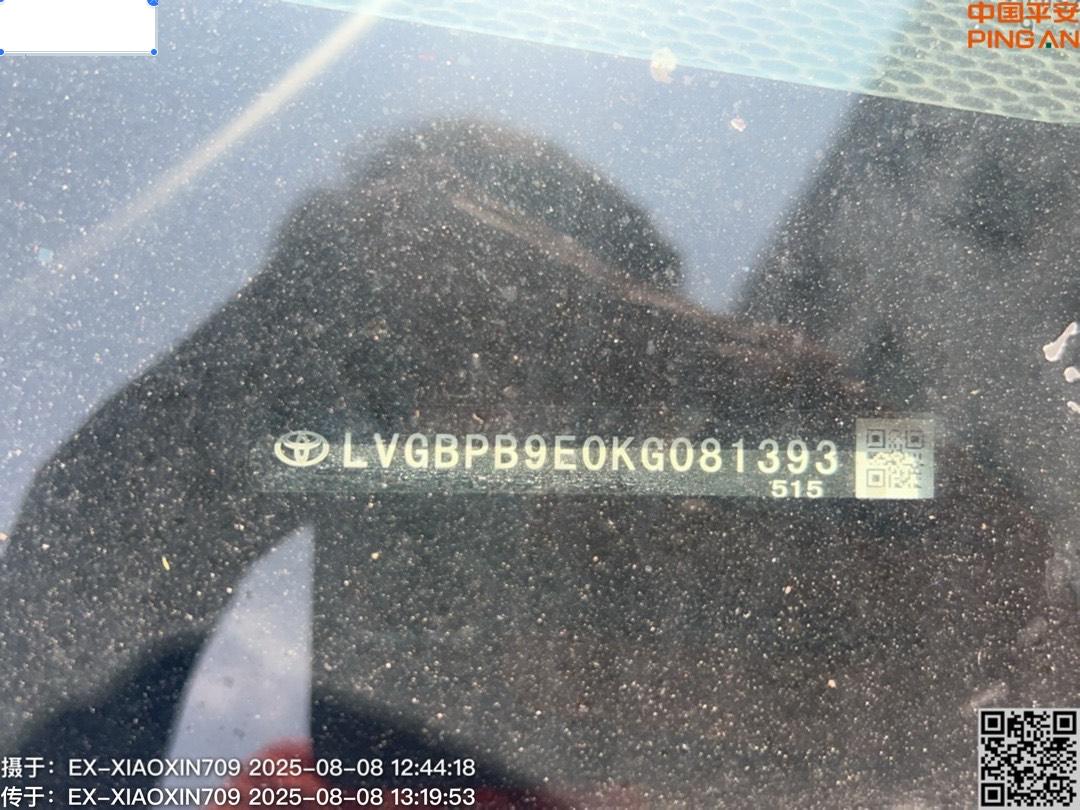 中国平安
PING AN
LVGBPB9E0KG081393
515
摄于：EX-XIAOXIN709 2025-08-08 12:44:18
传于：EX-XIAOXIN709 2025-08-08 13:19:53